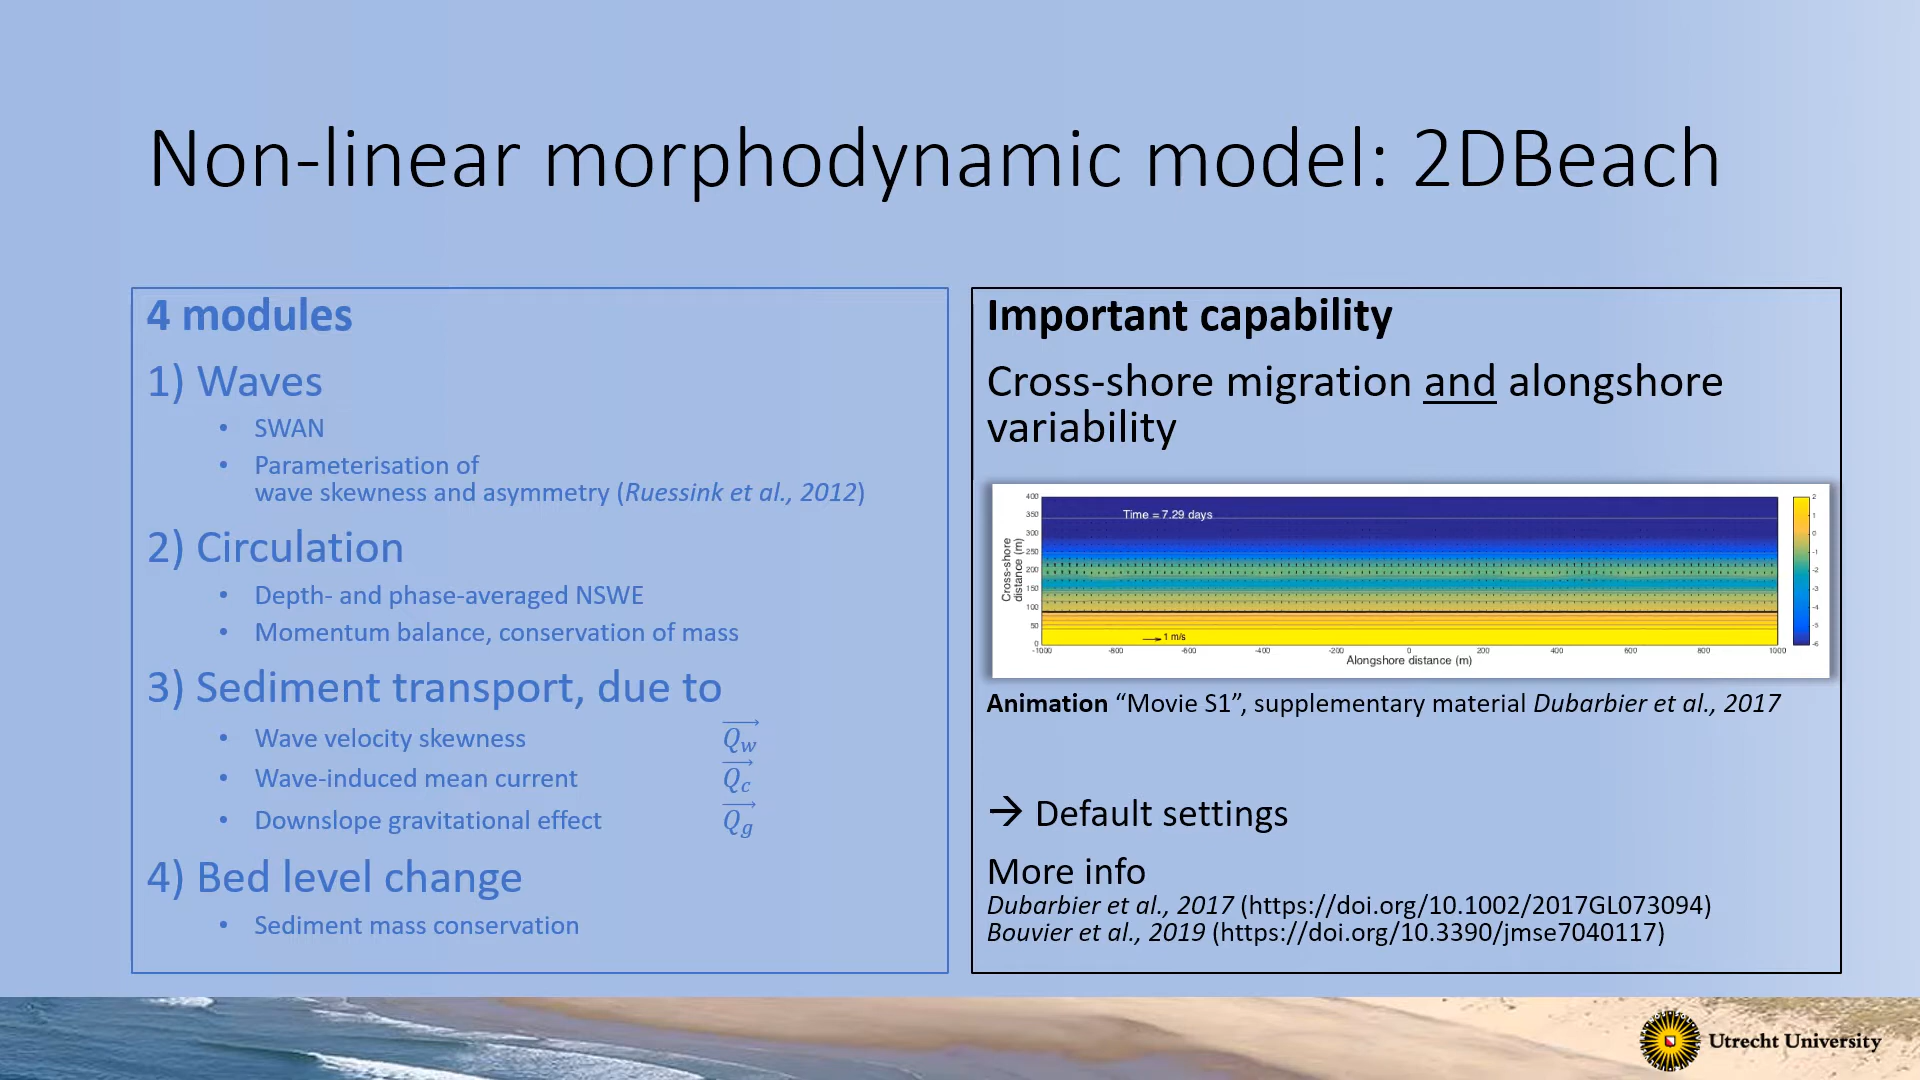 Non-linear morphodynamic model: 2DBeach
4 modules
1) Waves
• SWAN
• Parameterisation of
wave skewness and asymmetry (Ruessink et al., 2012)
2) Circulation
• Depth- and phase-averaged NSWE
• Momentum balance, conservation of mass
3) Sediment transport, due to
• Wave velocity skewness Q_w
• Wave-induced mean current Q_c
• Downslope gravitational effect Q_g
4) Bed level change
• Sediment mass conservation
Important capability
Cross-shore migration and alongshore
variability
Time = 7.29 days
Cross-shore
distance (m)
400
350
300
250
200
150
100
50
0
1 m/s
-1000 -800 -600 -400 -200 0 200 400 600 800 1000
Alongshore distance (m)
2
1
0
-1
-2
-3
-4
-5
-6
Animation “Movie S1”, supplementary material Dubarbier et al., 2017
→ Default settings
More info
Dubarbier et al., 2017 (https://doi.org/10.1002/2017GL073094)
Bouvier et al., 2019 (https://doi.org/10.3390/jmse7040117)
Utrecht University